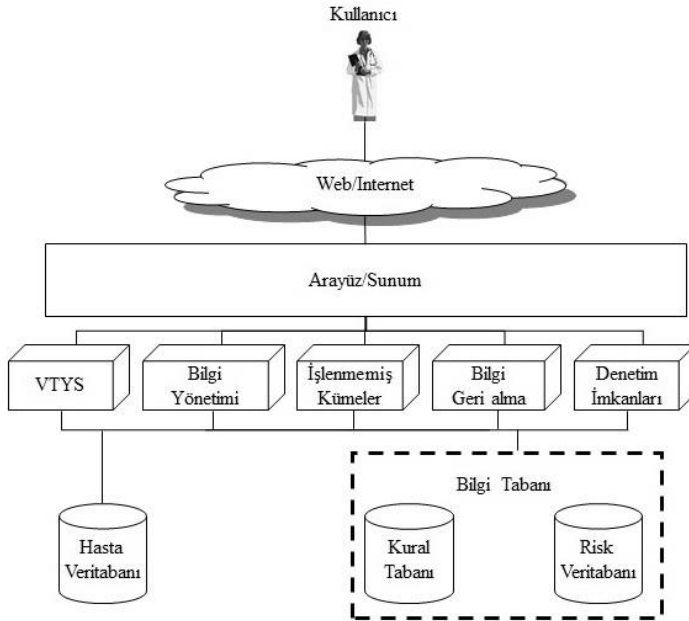 Kullanıcı
Web/Internet
Arayüz/Sunum
VTYS
Bilgi
Yönetimi
İşlenmemiş
Kümeler
Bilgi
Geri alma
Denetim
İmkanları
Bilgi Tabanı
Hasta
Veritabanı
Kural
Tabanı
Risk
Veritabanı